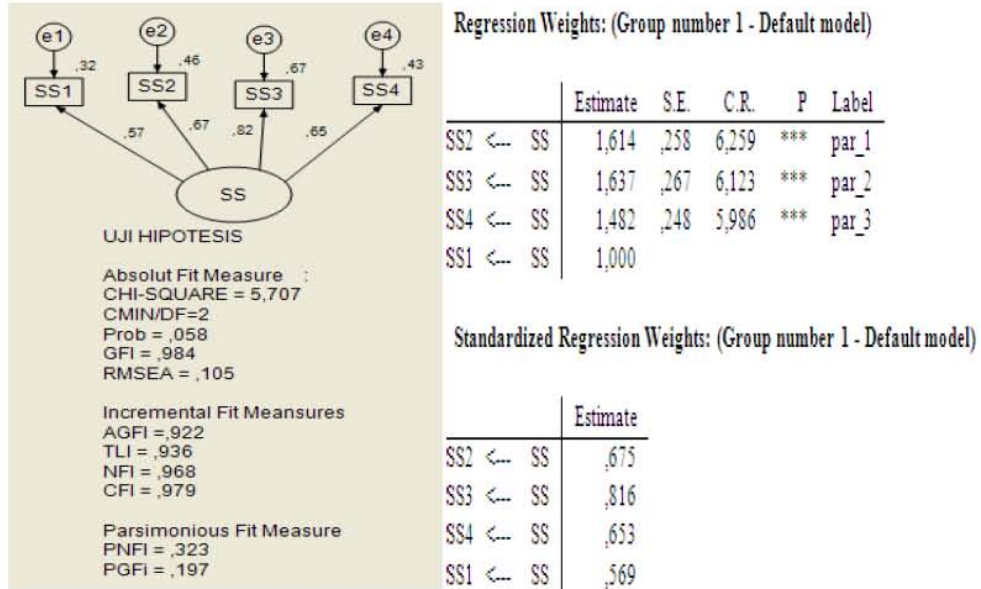 e1 e2 e3 e4
,32 ,46 ,67 ,43
SS1 SS2 SS3 SS4
,57 ,67 ,82 ,65
SS
UJI HIPOTESIS
Absolut Fit Measure :
CHI-SQUARE = 5,707
CMIN/DF=2
Prob = ,058
GFI = ,984
RMSEA = ,105
Incremental Fit Meansures
AGFI =,922
TLI = ,936
NFI = ,968
CFI = ,979
Parsimonious Fit Measure
PNFI = ,323
PGFi = ,197
Regression Weights: (Group number 1 - Default model)
Estimate S.E. C.R. P Label
SS2 <--- SS 1,614 ,258 6,259 *** par_1
SS3 <--- SS 1,637 ,267 6,123 *** par_2
SS4 <--- SS 1,482 ,248 5,986 *** par_3
SS1 <--- SS 1,000
Standardized Regression Weights: (Group number 1 - Default model)
Estimate
SS2 <--- SS ,675
SS3 <--- SS ,816
SS4 <--- SS ,653
SS1 <--- SS ,569